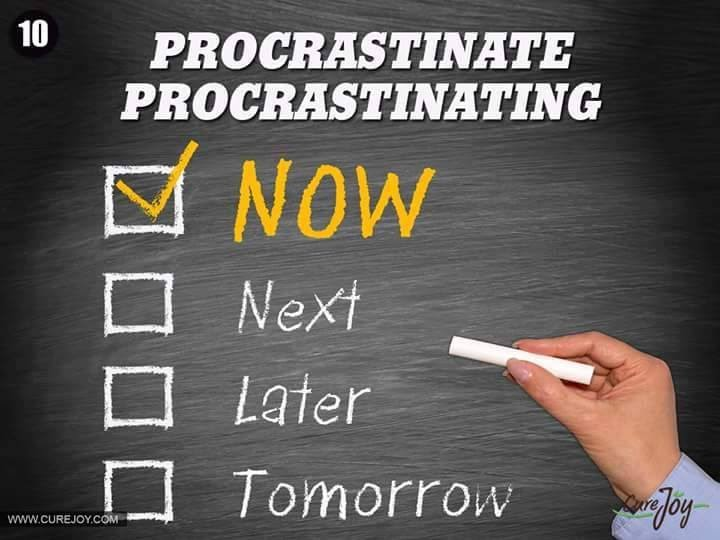 10
PROCRASTINATE
PROCRASTINATING
NOW
Next
Later
Tomorrow
WWW.CUREJOY.COM
CureJoy